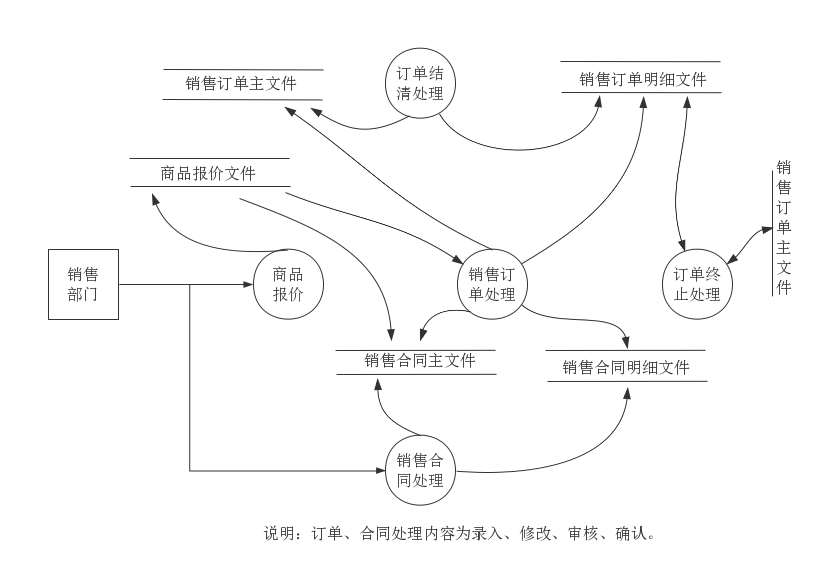 销售订单主文件
订单结
清处理
销售订单明细文件
商品报价文件
销售订单主文件
销售
部门
商品
报价
销售订
单处理
订单终
止处理
销售合同主文件
销售合同明细文件
销售合
同处理
说明：订单、合同处理内容为录入、修改、审核、确认。